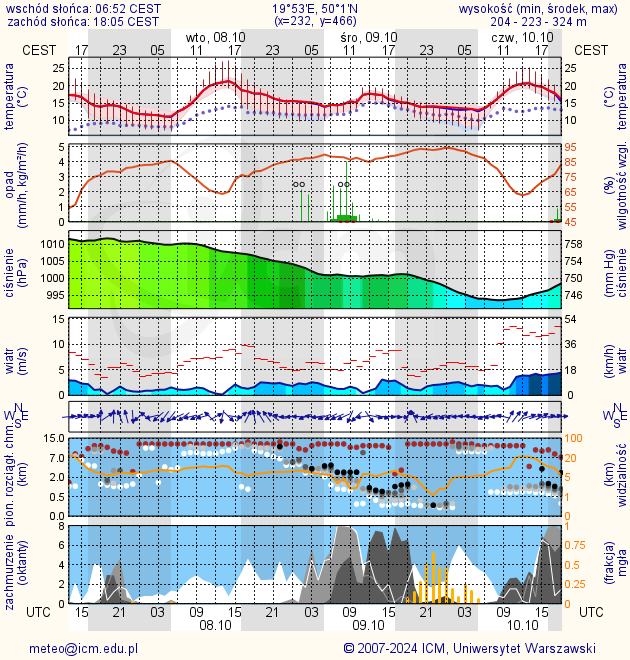 wschód słońca: 06:52 CEST 19°53'E, 50°1'N wysokość (min, środek, max)
zachód słońca: 18:05 CEST (x=232, y=466) 204 - 223 - 324 m
wto, 08.10 śro, 09.10 czw, 10.10
CEST 17 23 05 11 17 23 05 11 17 23 05 11 17 CEST
temperatura (°C) 25 20 15 10 25 20 15 10 (°C) temperatura
opad (mm/h, kg/m²/h) 5 4 3 2 1 0 95 85 75 65 55 45 (%) wilgotność wzgl.
ciśnienie (hPa) 1010 1005 1000 995 758 754 750 746 (mm Hg) ciśnienie
wiatr (m/s) 15 10 5 0 54 36 18 0 (km/h) wiatr
N W E S N W E S
pion. rozciągł. chm. (km) 15.0 7.0 2.0 0.5 0.0 100 20 5 1 0 (km) widzialność
zachmurzenie (oktanty) 8 6 4 2 0 1 0.75 0.5 0.25 0 (frakcja) mgła
UTC 15 21 03 09 15 21 03 09 15 21 03 09 15 UTC
08.10 09.10 10.10
meteo@icm.edu.pl © 2007-2024 ICM, Uniwersytet Warszawski